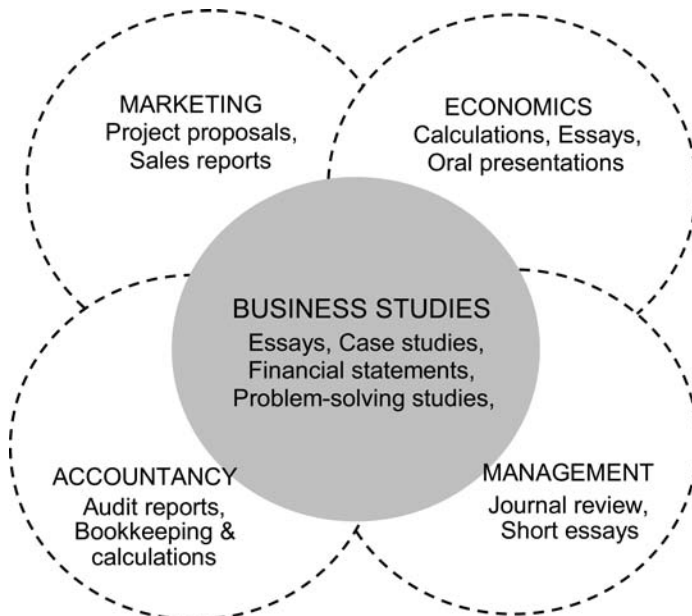 MARKETING
Project proposals,
Sales reports
ECONOMICS
Calculations, Essays,
Oral presentations
BUSINESS STUDIES
Essays, Case studies,
Financial statements,
Problem-solving studies,
ACCOUNTANCY
Audit reports,
Bookkeeping &
calculations
MANAGEMENT
Journal review,
Short essays